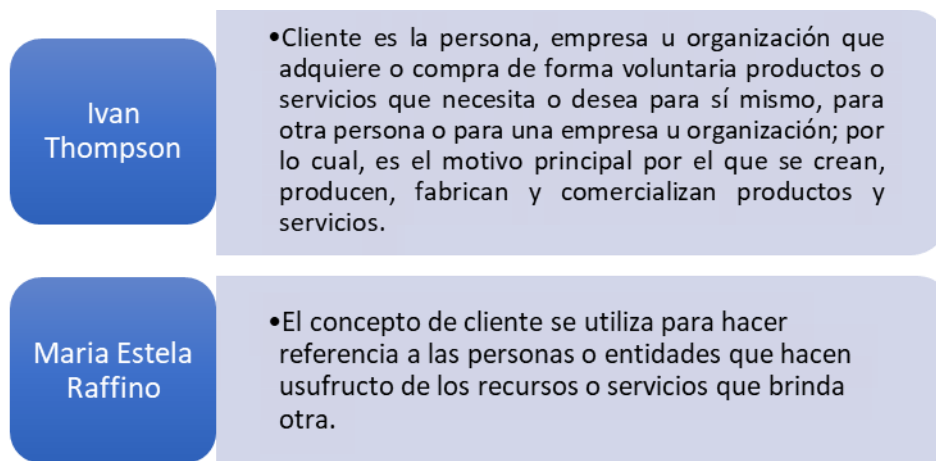 Ivan
Thompson
•Cliente es la persona, empresa u organización que
adquiere o compra de forma voluntaria productos o
servicios que necesita o desea para sí mismo, para
otra persona o para una empresa u organización; por
lo cual, es el motivo principal por el que se crean,
producen, fabrican y comercializan productos y
servicios.
Maria Estela
Raffino
•El concepto de cliente se utiliza para hacer
referencia a las personas o entidades que hacen
usufructo de los recursos o servicios que brinda
otra.